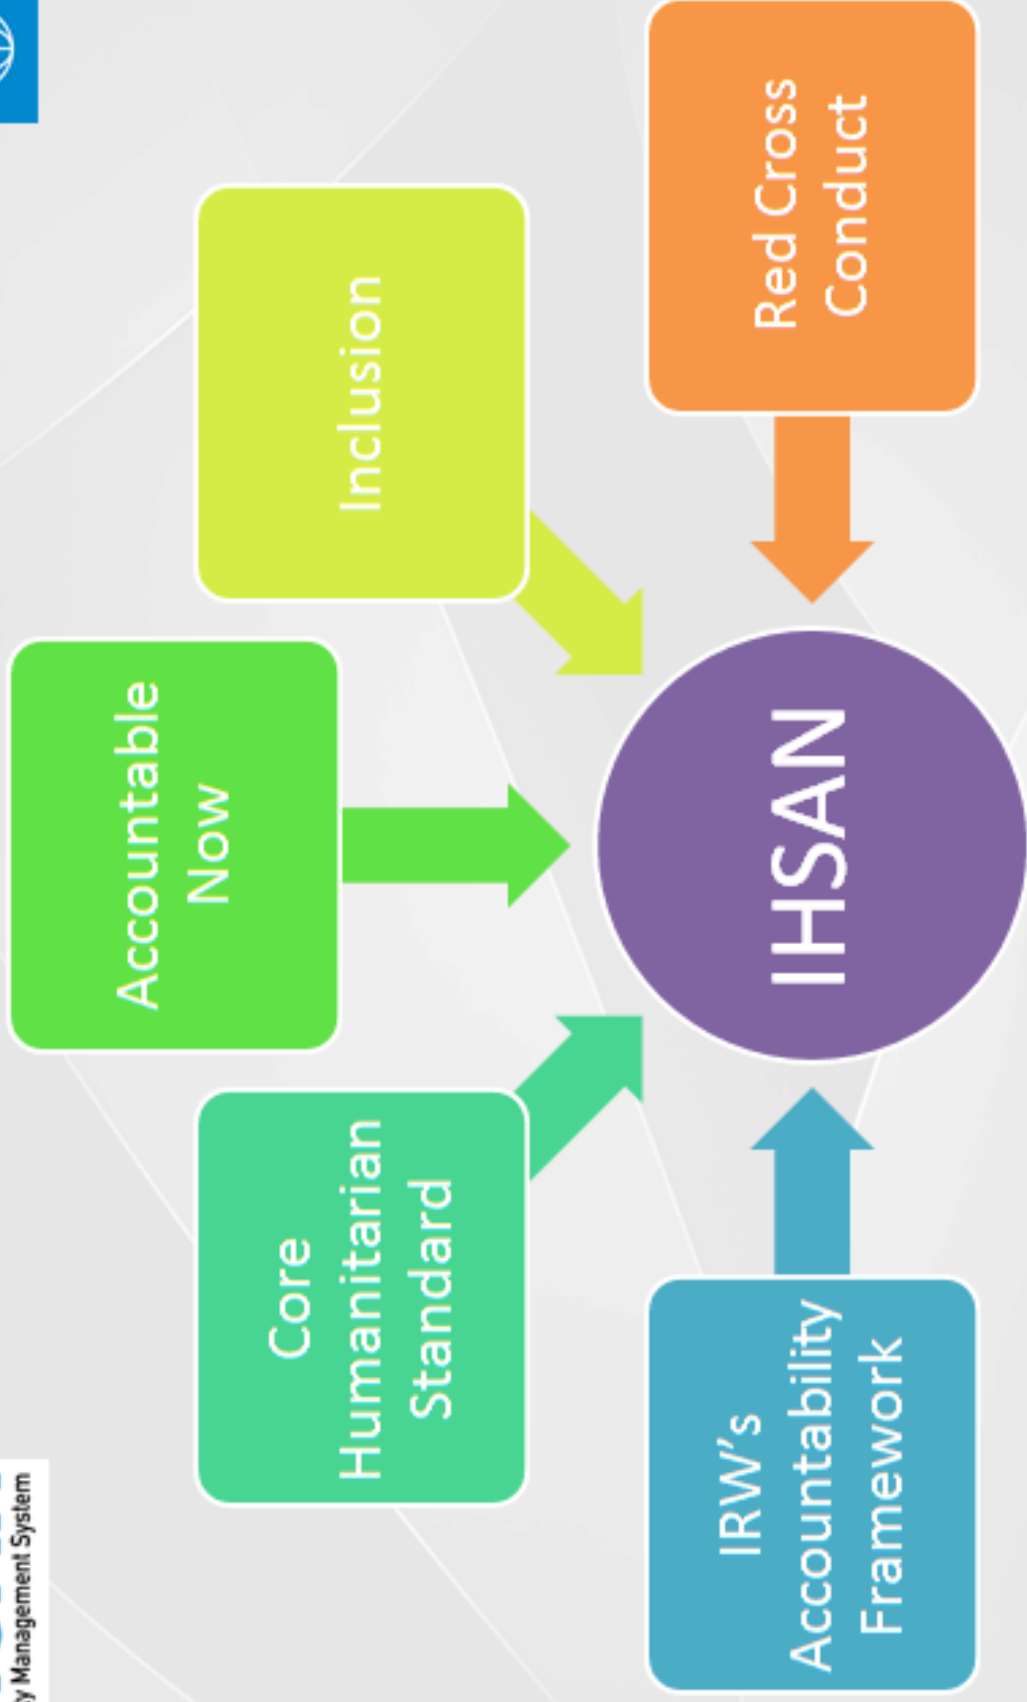 Management System
IRW's
Accountability
Framework
Core
Humanitarian
Standard
Accountable
Now
Inclusion
Red Cross
Conduct
IHSAN